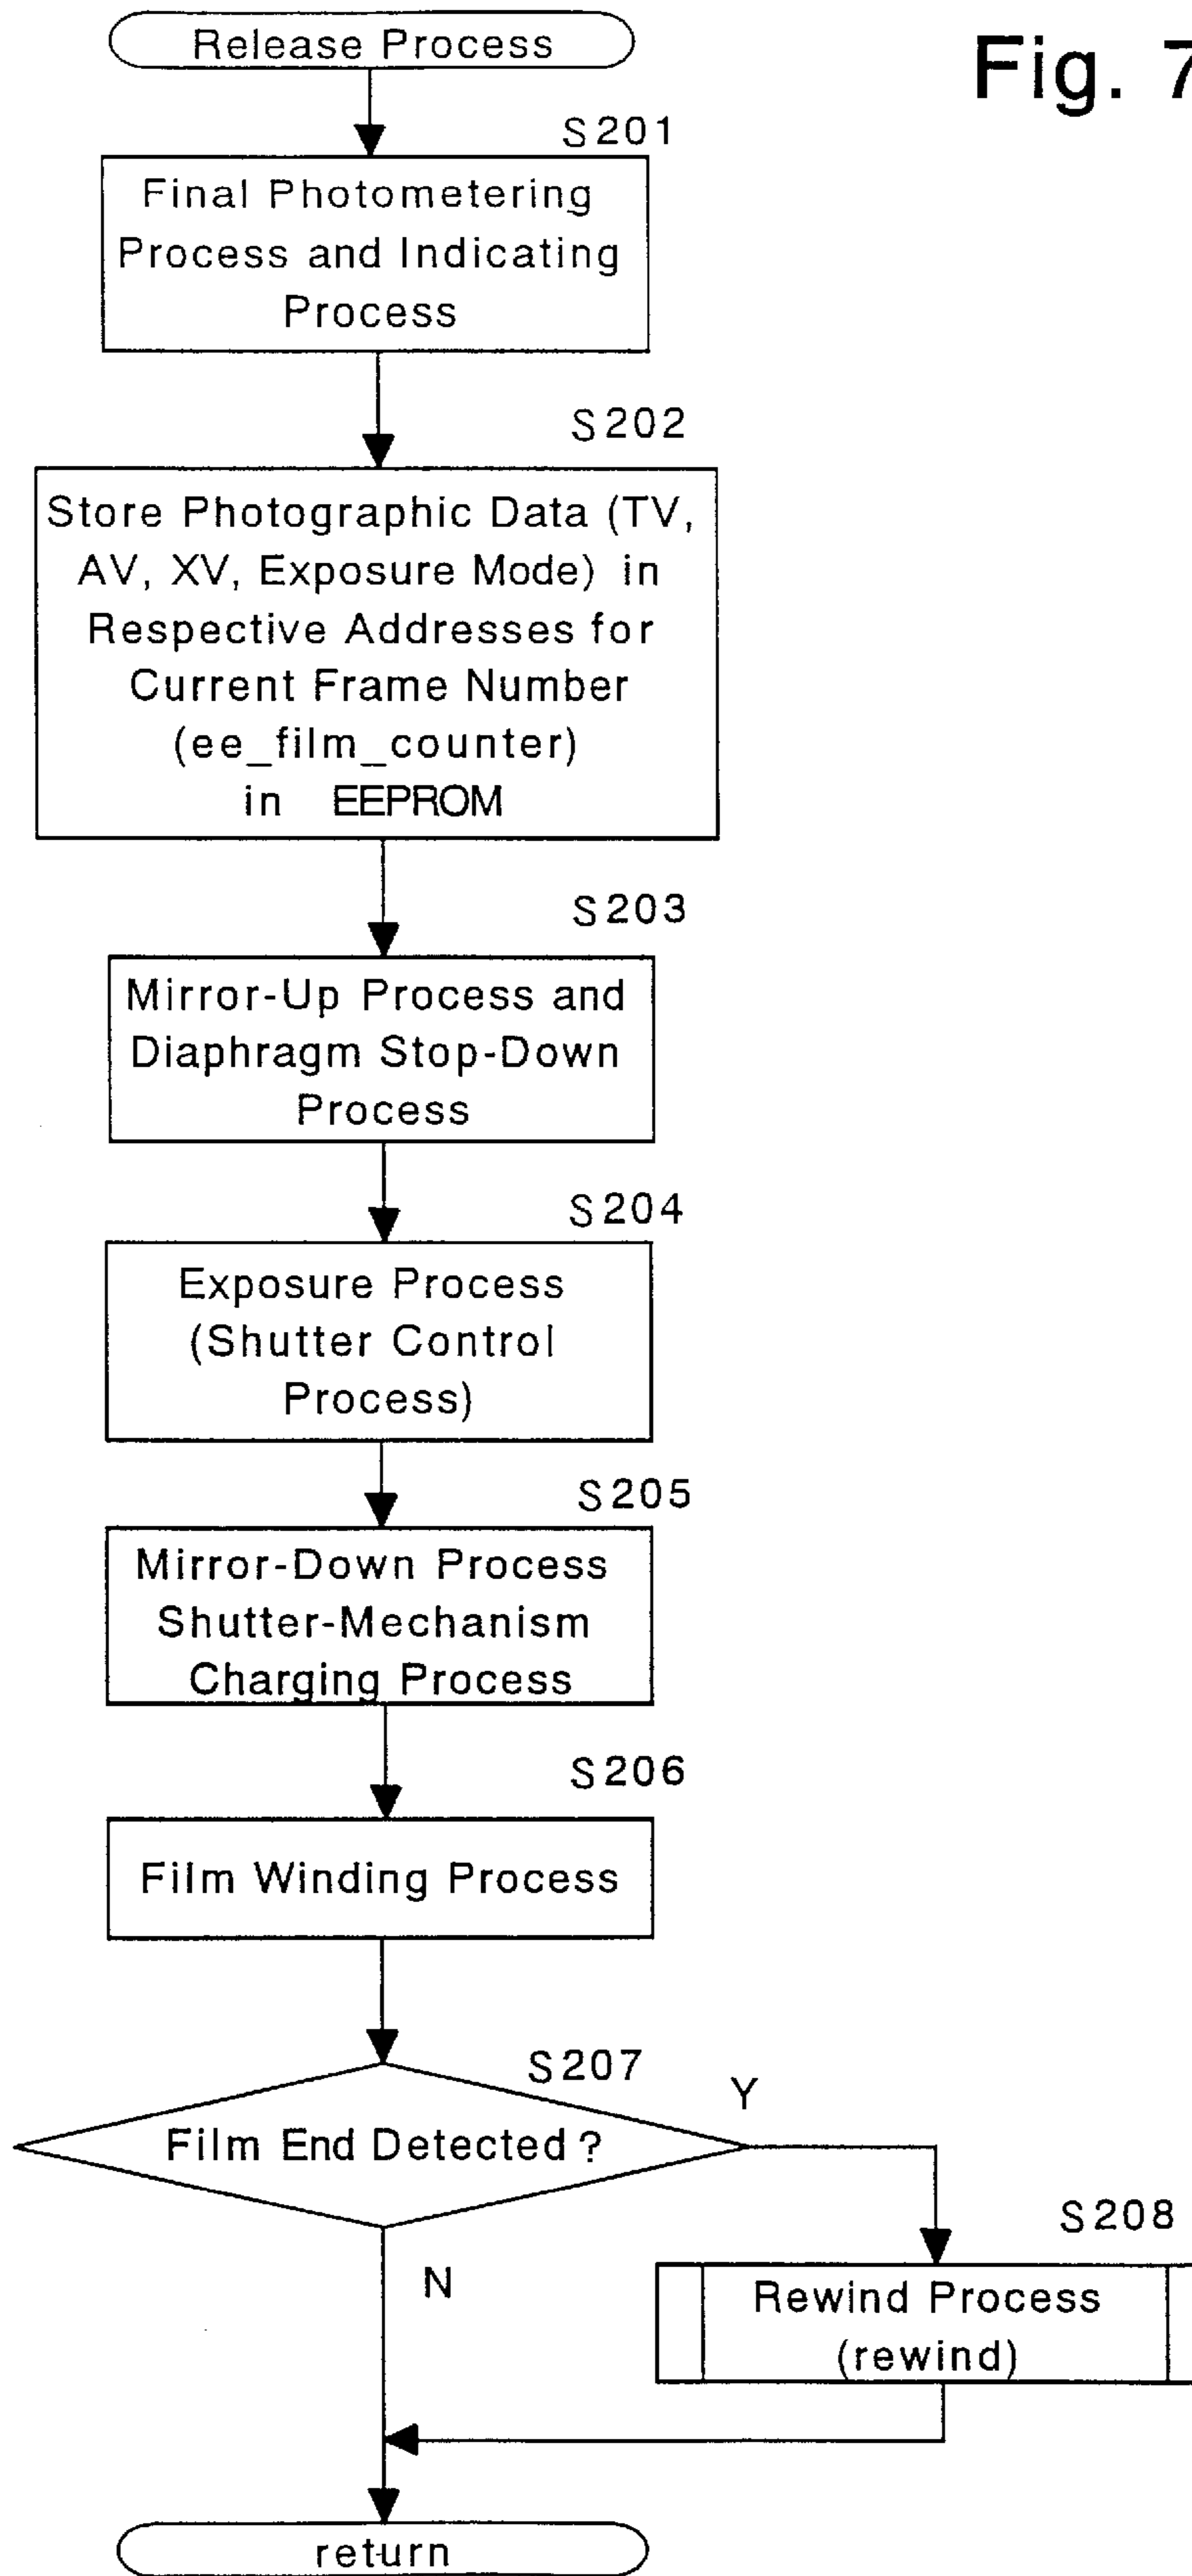 Release Process
Fig. 7
S201
Final Photometering
Process and Indicating
Process
S202
Store Photographic Data (TV,
AV, XV, Exposure Mode) in
Respective Addresses for
Current Frame Number
(ee_film_counter)
in EEPROM
S203
Mirror-Up Process and
Diaphragm Stop-Down
Process
S204
Exposure Process
(Shutter Control
Process)
S205
Mirror-Down Process
Shutter-Mechanism
Charging Process
S206
Film Winding Process
S207
Y
Film End Detected ?
S208
N
Rewind Process
(rewind)
return